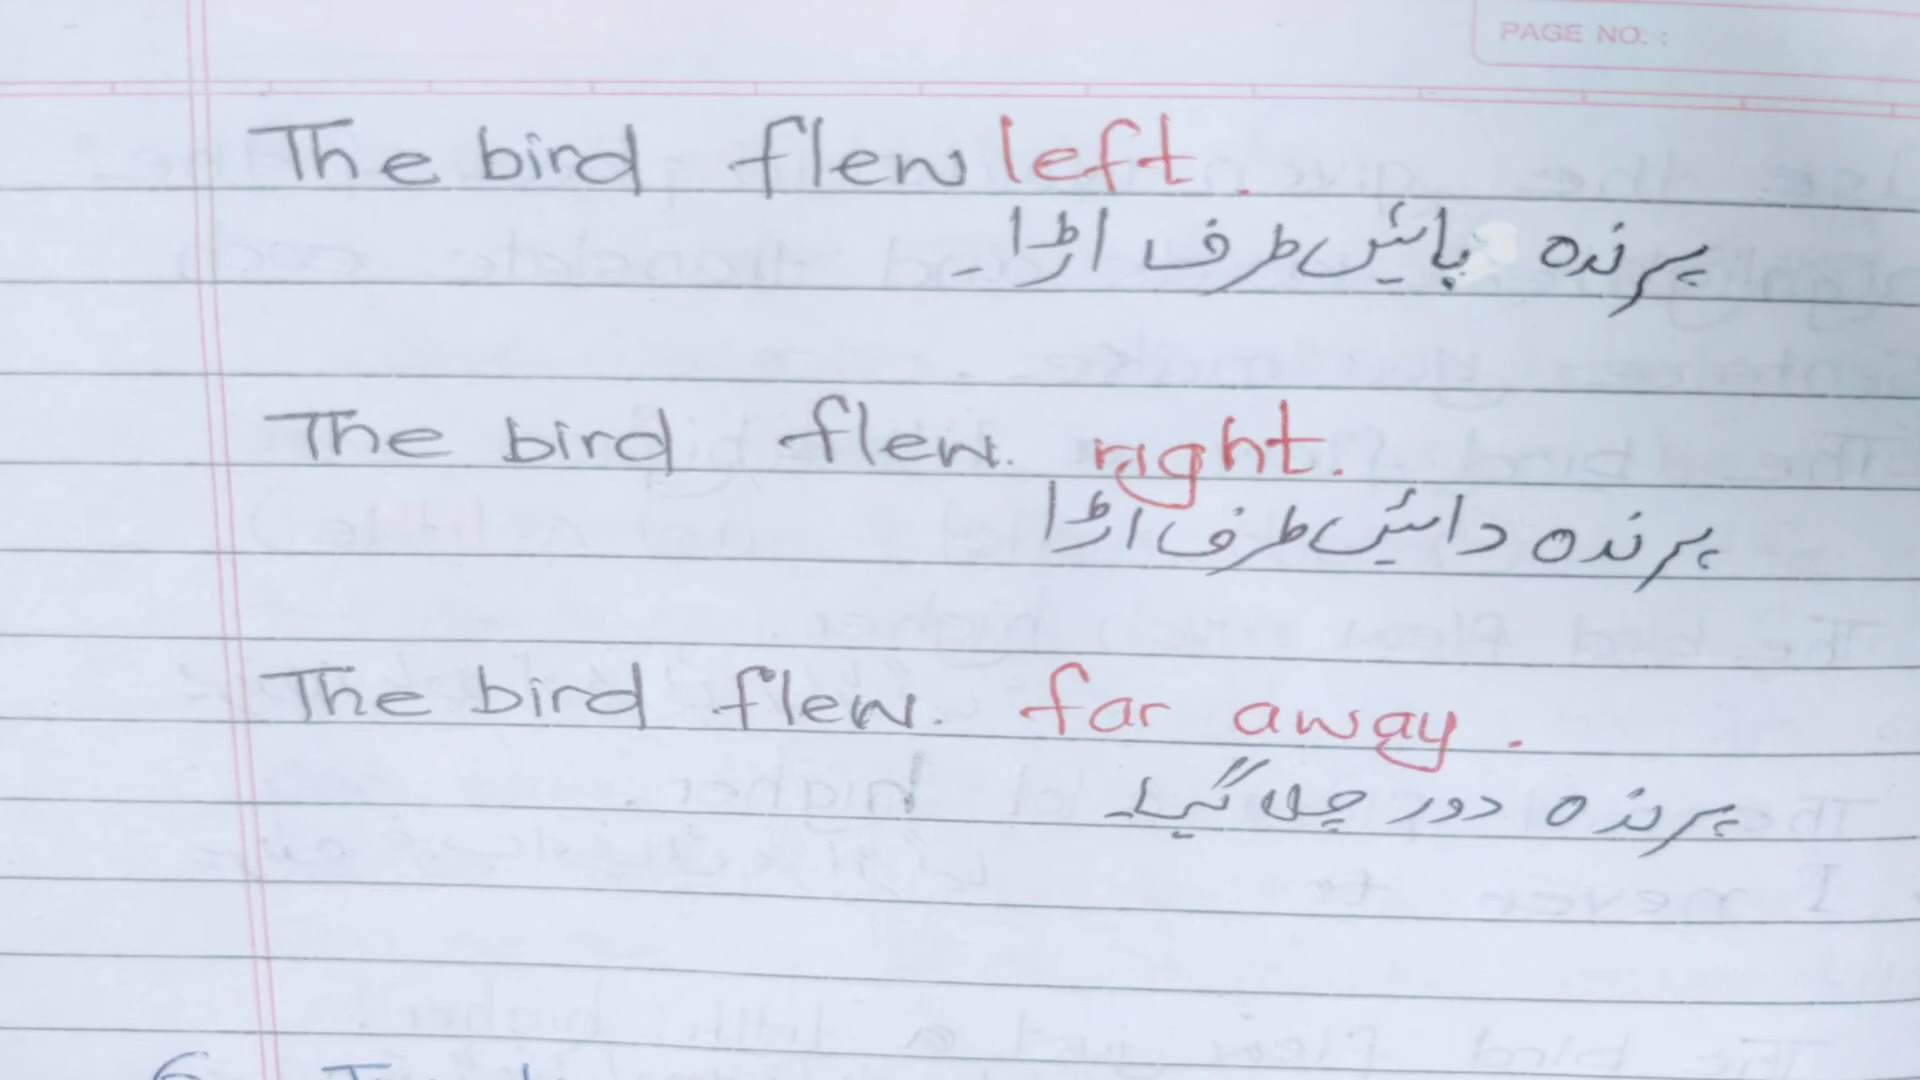 PAGE NO. :
The bird flew left.
پرندہ بائیں طرف اڑا۔
The bird flew. right.
پرندہ دائیں طرف اڑا
The bird flew. far away.
پرندہ دور چلا گیا۔
6